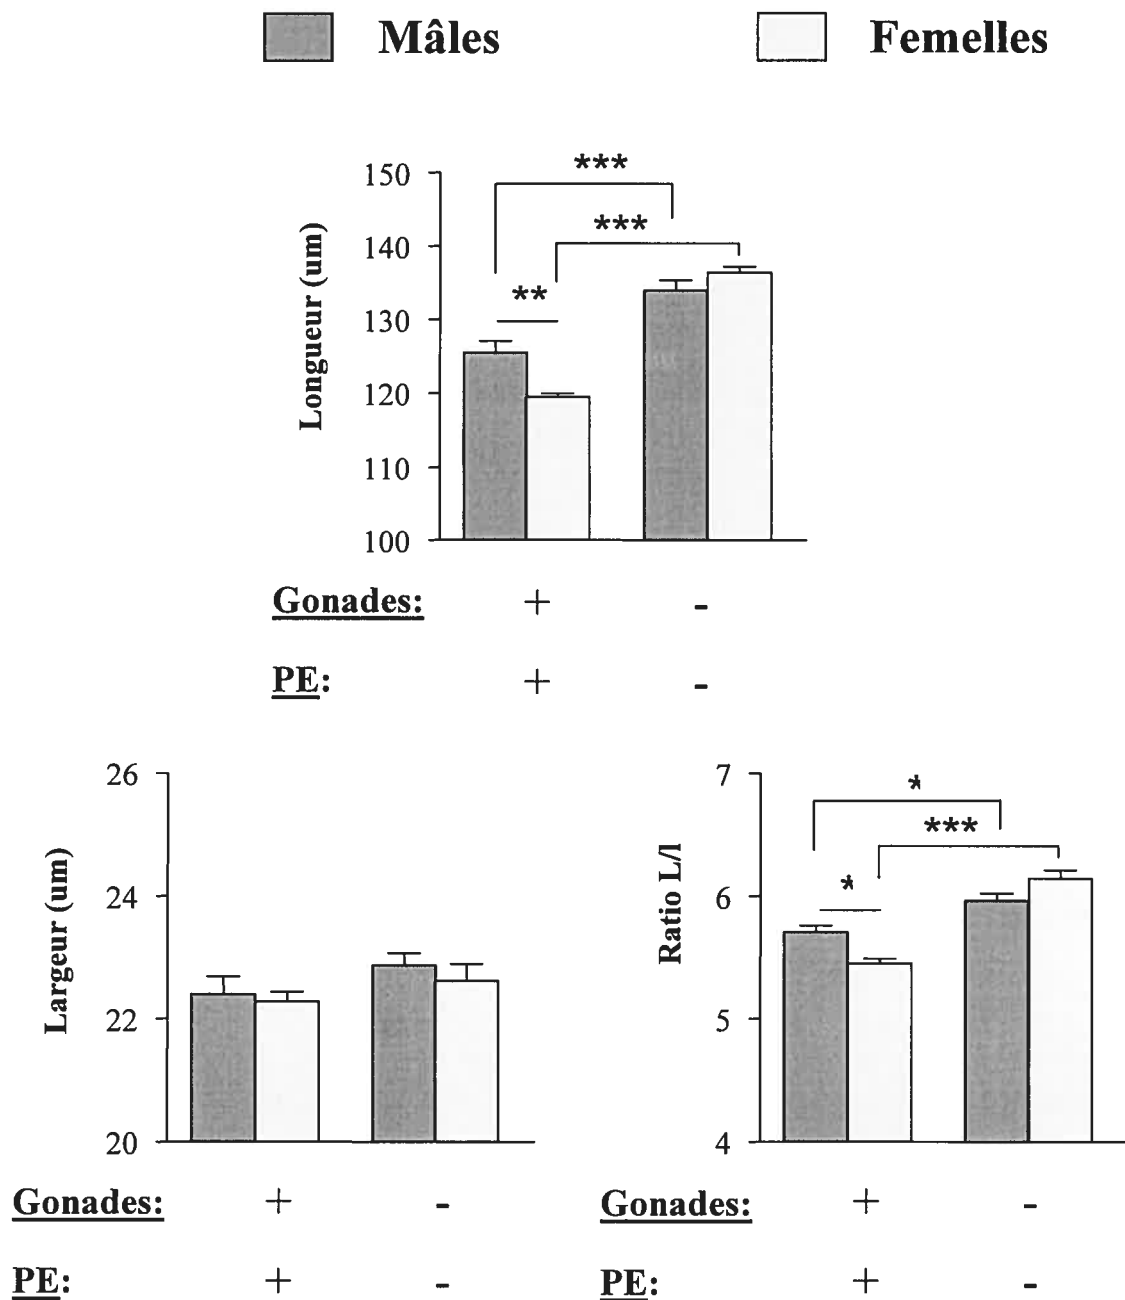 Mâles Femelles
***
150
***
140
**
130
120
110
100
Longueur (um)
Gonades: + -
PE: + -
26
24
22
20
Largeur (um)
Gonades: + -
PE: + -
7
*
***
6
*
5
4
Ratio L/l
Gonades: + -
PE: + -